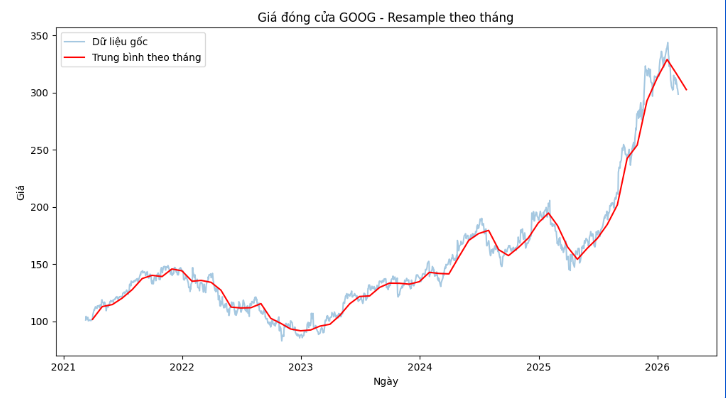 Giá đóng cửa GOOG - Resample theo tháng
Dữ liệu gốc
Trung bình theo tháng
350
300
250
200
150
100
Giá
2021
2022
2023
2024
2025
2026
Ngày